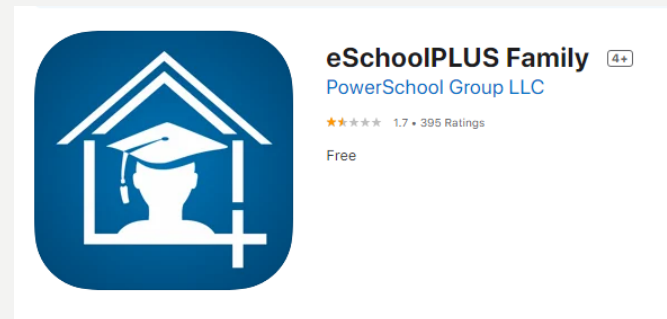 eSchoolPLUS Family 4+
PowerSchool Group LLC
1.7 • 395 Ratings
Free